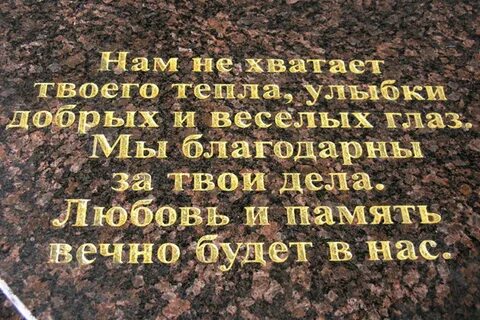 Нам не хватает
твоего тепла, улыбки
добрых и веселых глаз.
Мы благодарны
за твои дела.
Любовь и память
вечно будет в нас.